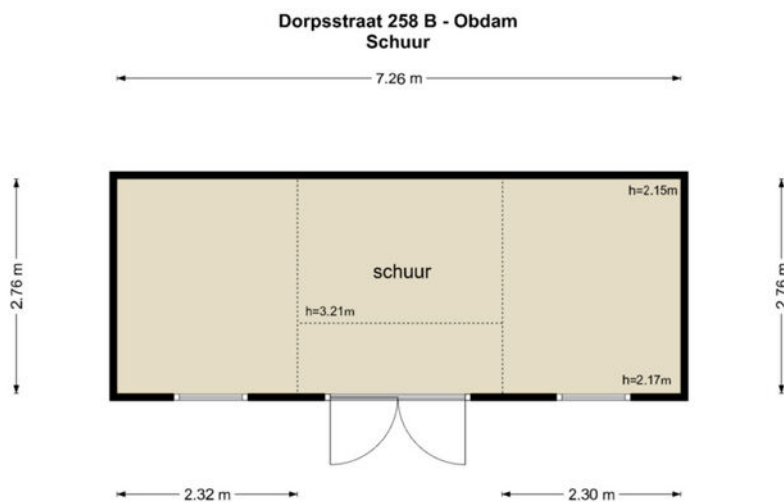 Dorpsstraat 258 B - Obdam
Schuur
7.26 m
h=2.15m
2.76 m
2.76 m
schuur
h=3.21m
h=2.17m
2.32 m
2.30 m